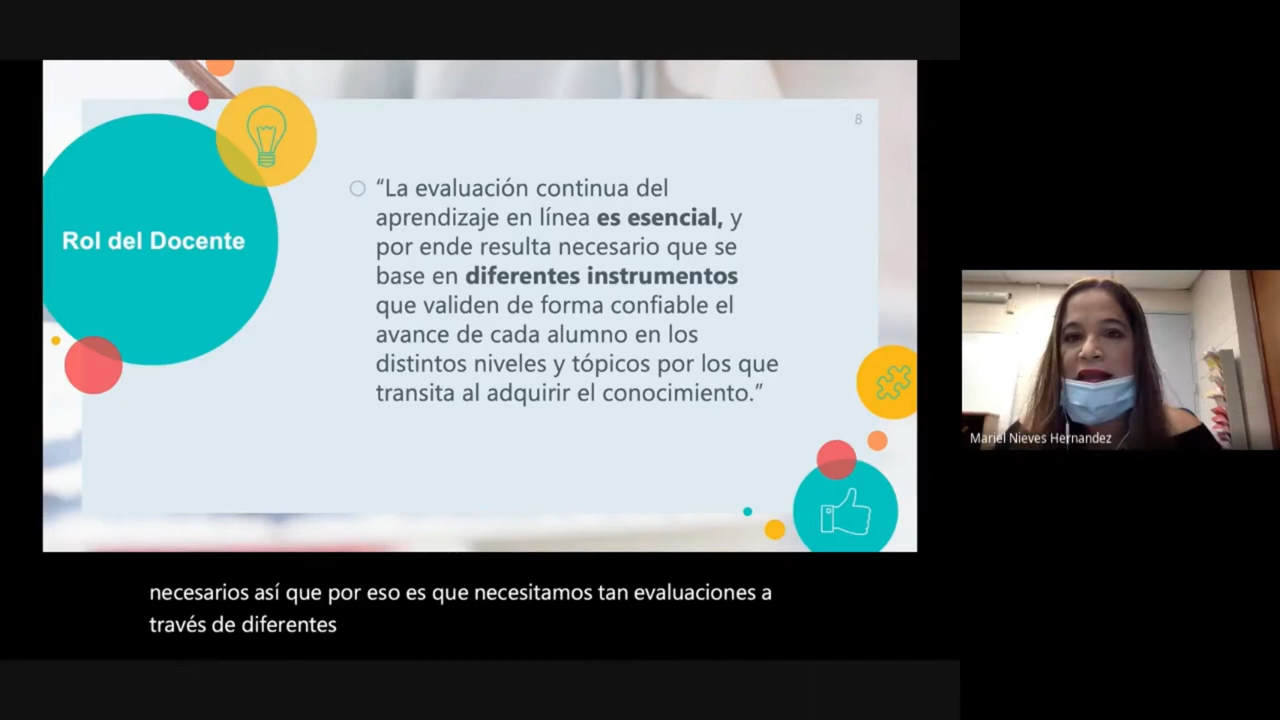 8
Rol del Docente
“La evaluación continua del
aprendizaje en línea es esencial, y
por ende resulta necesario que se
base en diferentes instrumentos
que validen de forma confiable el
avance de cada alumno en los
distintos niveles y tópicos por los que
transita al adquirir el conocimiento.”
Mariel Nieves Hernandez
necesarios así que por eso es que necesitamos tan evaluaciones a
través de diferentes